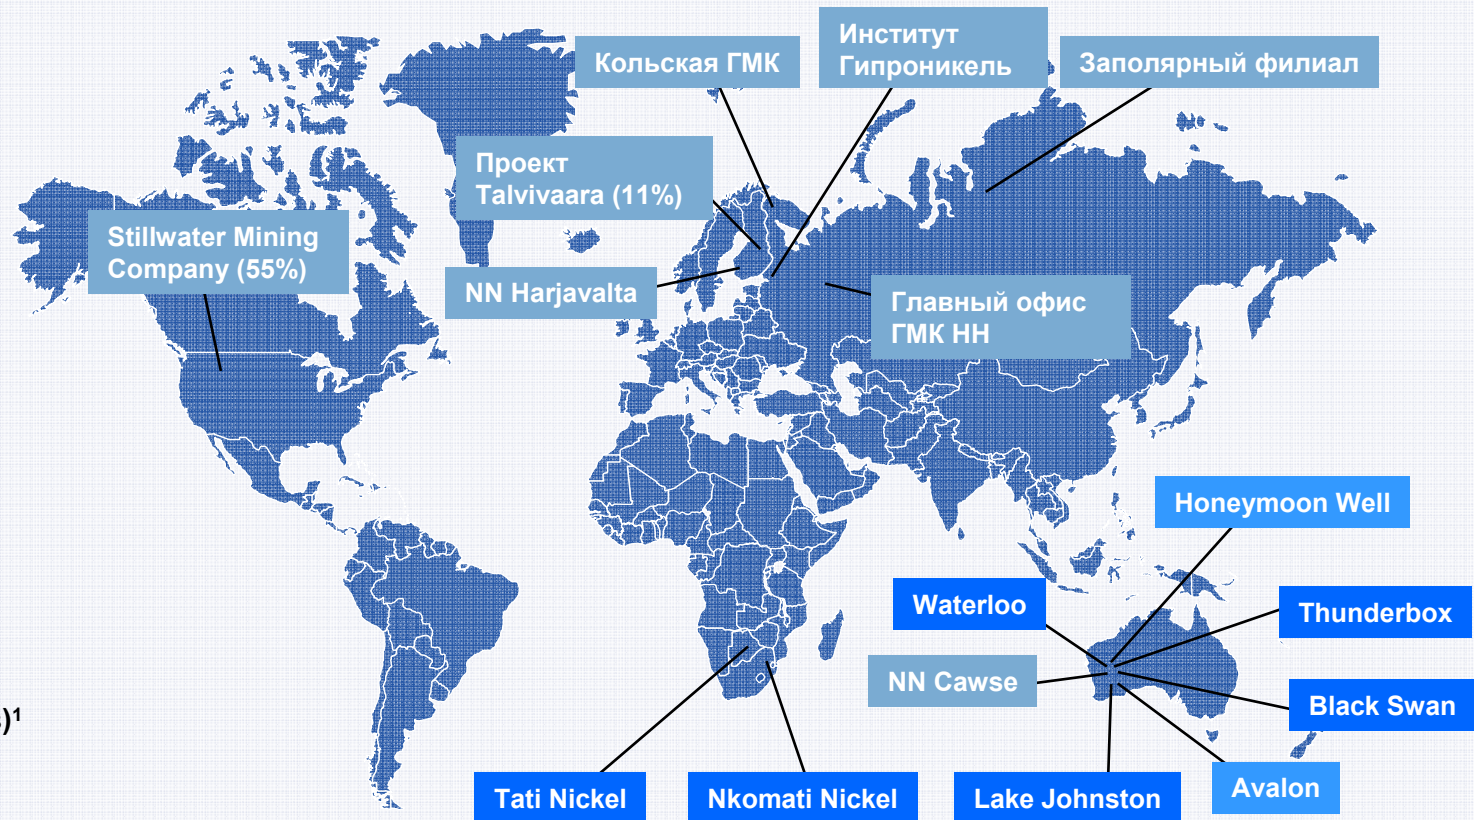 Институт
Гипроникель
Кольская ГМК
Заполярный филиал
Проект
Talvivaara (11%)
Stillwater Mining
Company (55%)
NN Harjavalta
Главный офис
ГМК НН
Honeymoon Well
Waterloo
Thunderbox
NN Cawse
Black Swan
)¹
Tati Nickel
Nkomati Nickel
Lake Johnston
Avalon